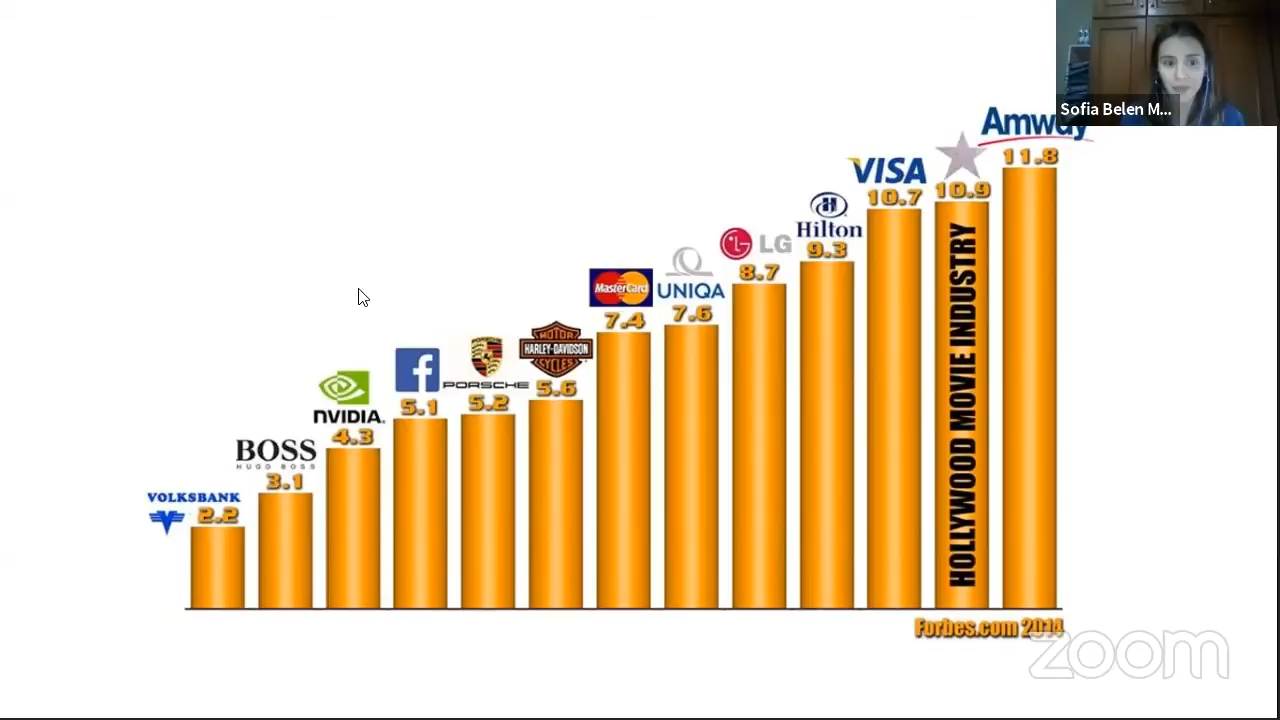 Sofia Belen M...
Amway
11.8
10.9
VISA
10.7
Hilton
9.3
LG
8.7
UNIQA
7.6
MasterCard
7.4
MOTOR
HARLEY-DAVIDSON
CYCLES
5.6
PORSCHE
5.2
f
5.1
NVIDIA.
4.3
BOSS
HUGO BOSS
3.1
VOLKSBANK
2.2
HOLLYWOOD MOVIE INDUSTRY
Forbes.com 2014
zoom